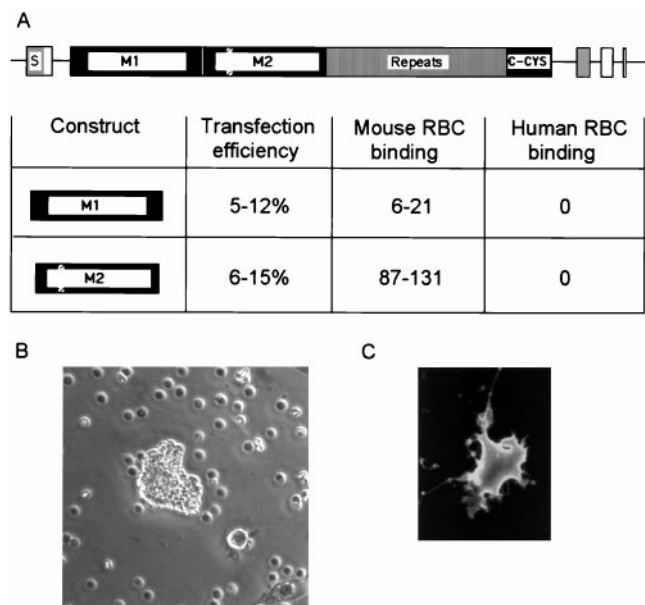 A
S M1 M2 Repeats C-CYS
Construct Transfection efficiency Mouse RBC binding Human RBC binding
M1 5-12% 6-21 0
M2 6-15% 87-131 0
B
C